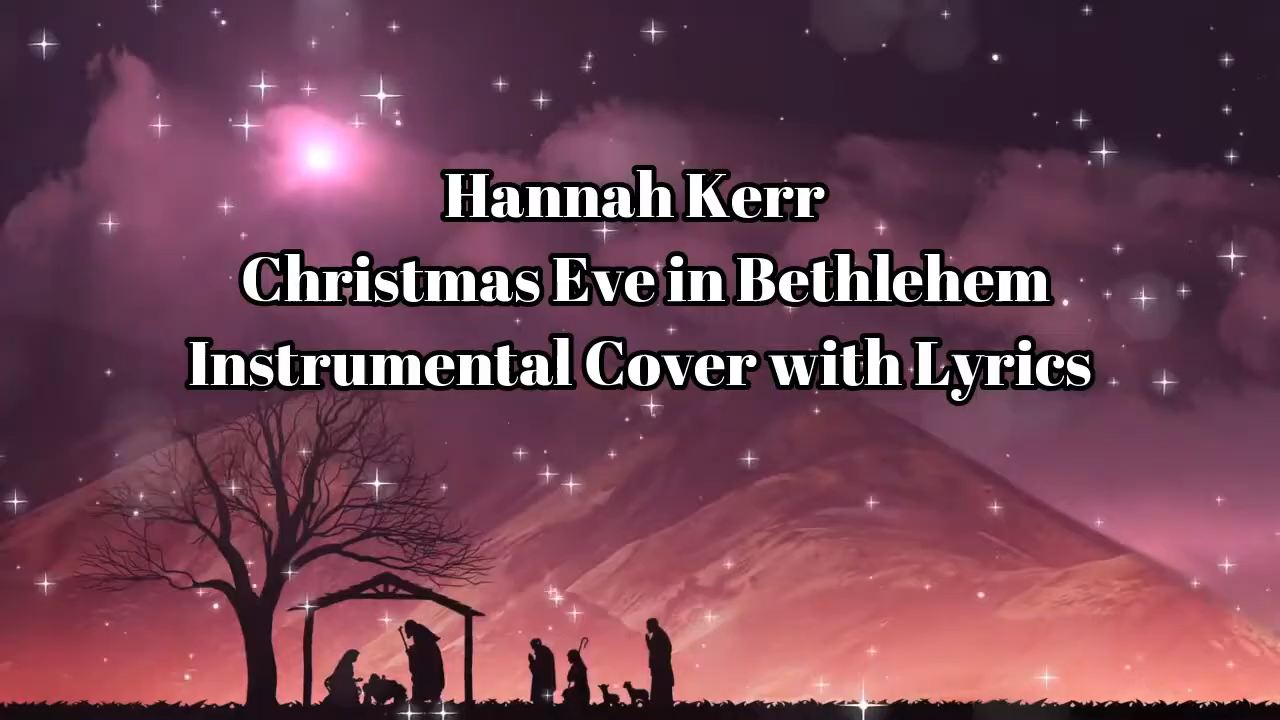 Hannah Kerr
Christmas Eve in Bethlehem
Instrumental Cover with Lyrics